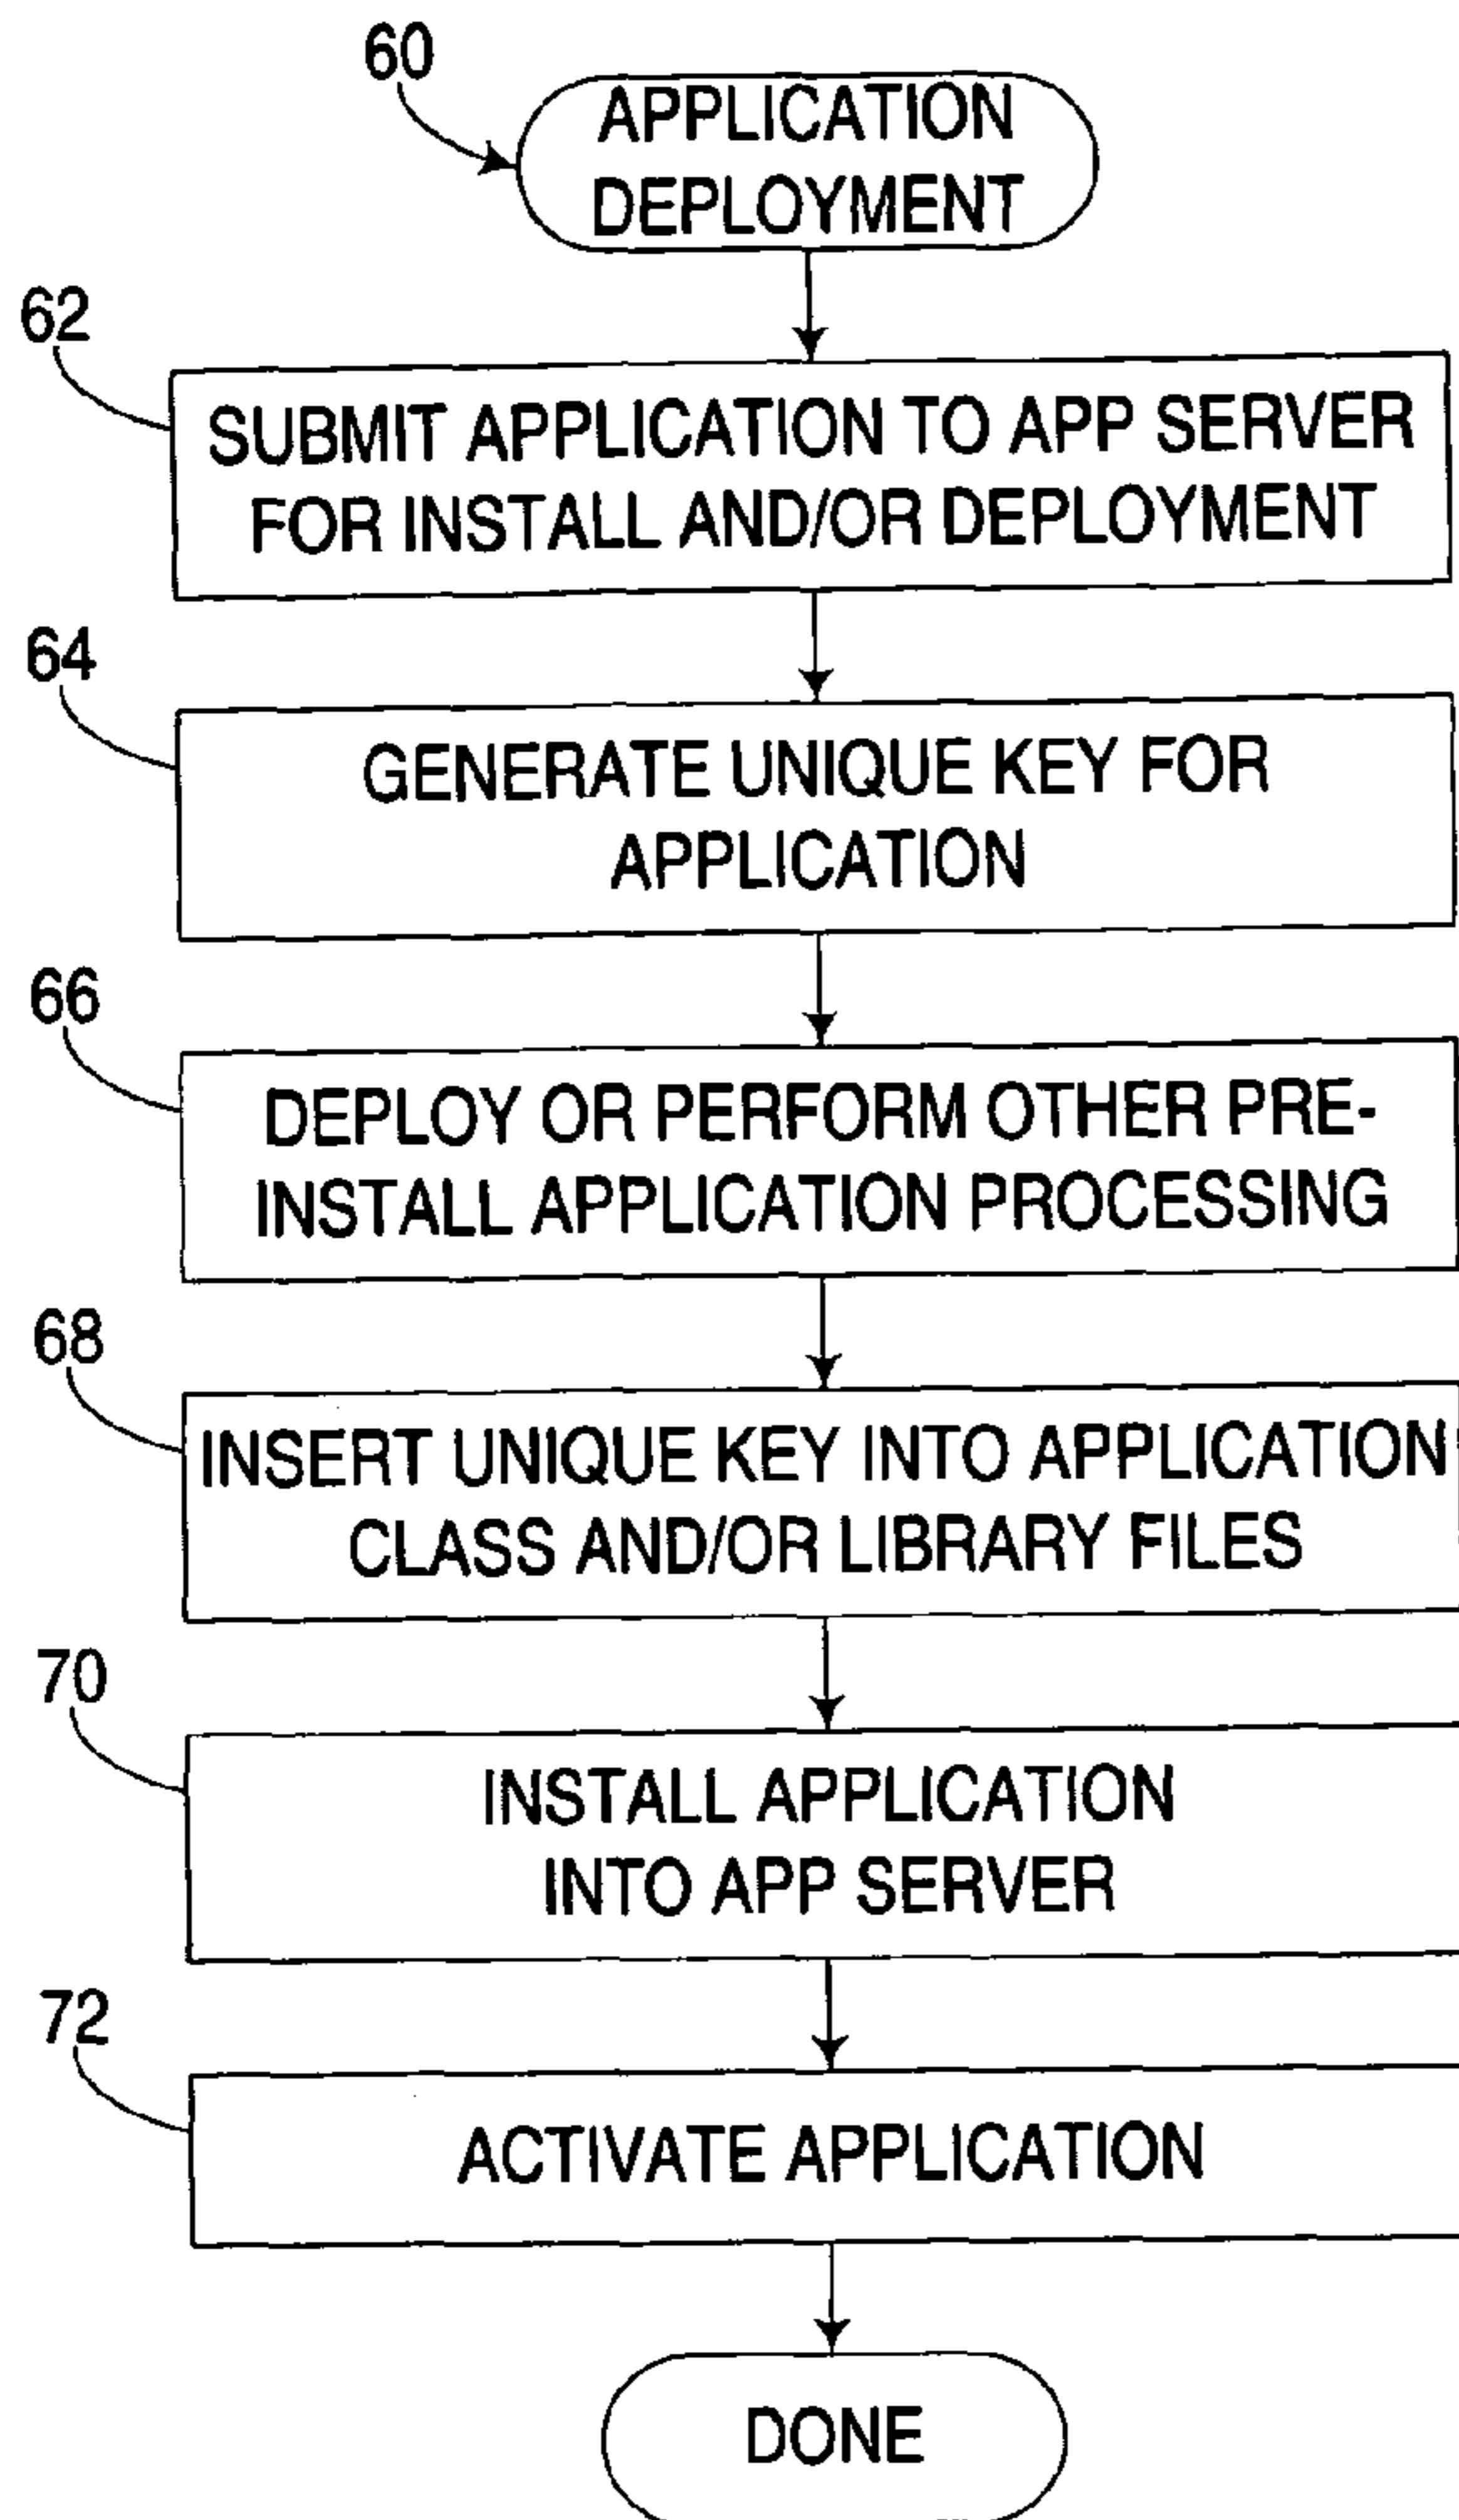 60
APPLICATION
DEPLOYMENT
62
SUBMIT APPLICATION TO APP SERVER
FOR INSTALL AND/OR DEPLOYMENT
64
GENERATE UNIQUE KEY FOR
APPLICATION
66
DEPLOY OR PERFORM OTHER PRE-
INSTALL APPLICATION PROCESSING
68
INSERT UNIQUE KEY INTO APPLICATION
CLASS AND/OR LIBRARY FILES
70
INSTALL APPLICATION
INTO APP SERVER
72
ACTIVATE APPLICATION
DONE